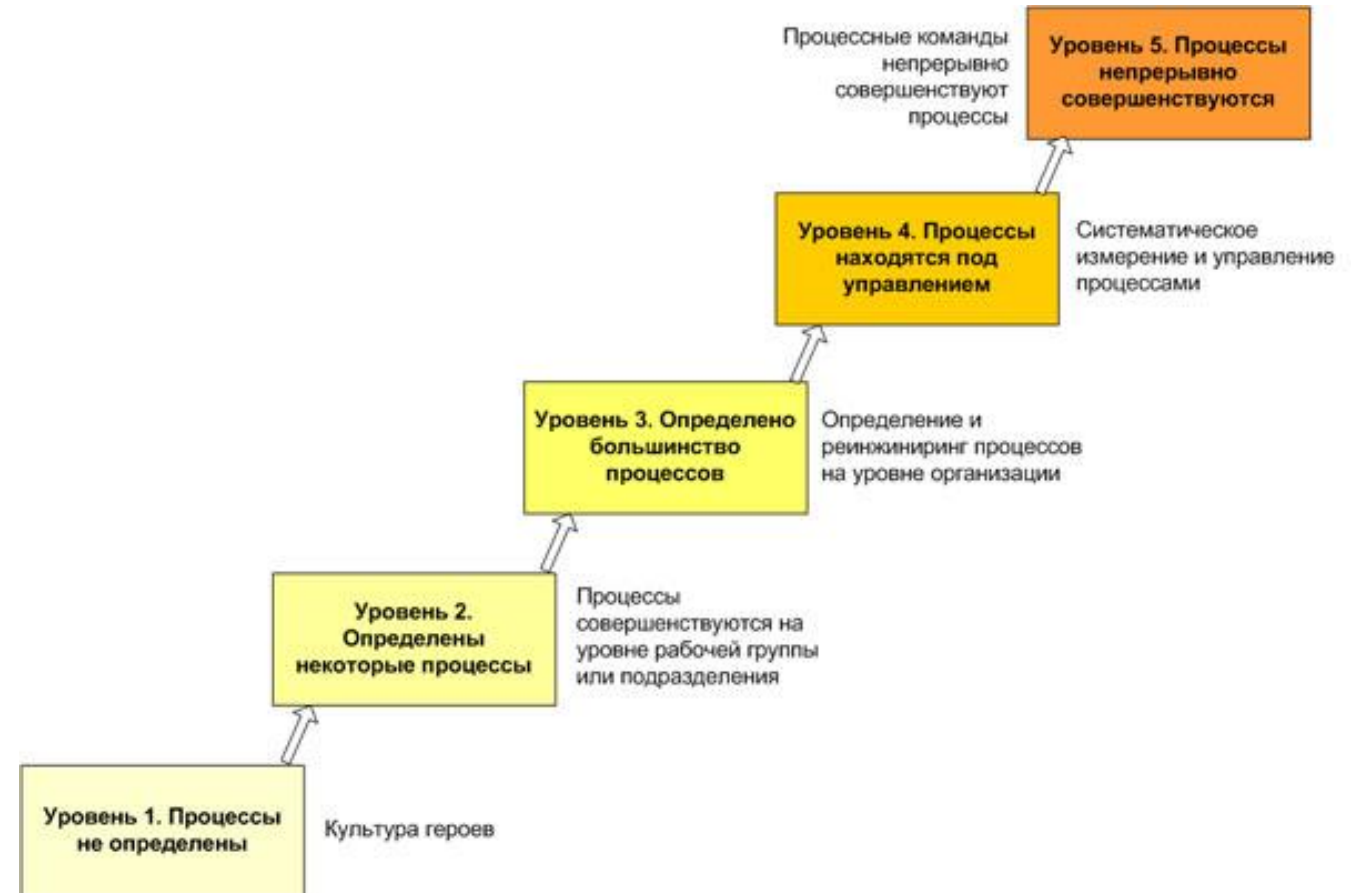 Процессные команды
непрерывно
совершенствуют
процессы
Уровень 5. Процессы
непрерывно
совершенствуются
Уровень 4. Процессы
находятся под
управлением
Систематическое
измерение и управление
процессами
Уровень 3. Определено
большинство
процессов
Определение и
реинжиниринг процессов
на уровне организации
Уровень 2.
Определены
некоторые процессы
Процессы
совершенствуются на
уровне рабочей группы
или подразделения
Уровень 1. Процессы
не определены
Культура героев